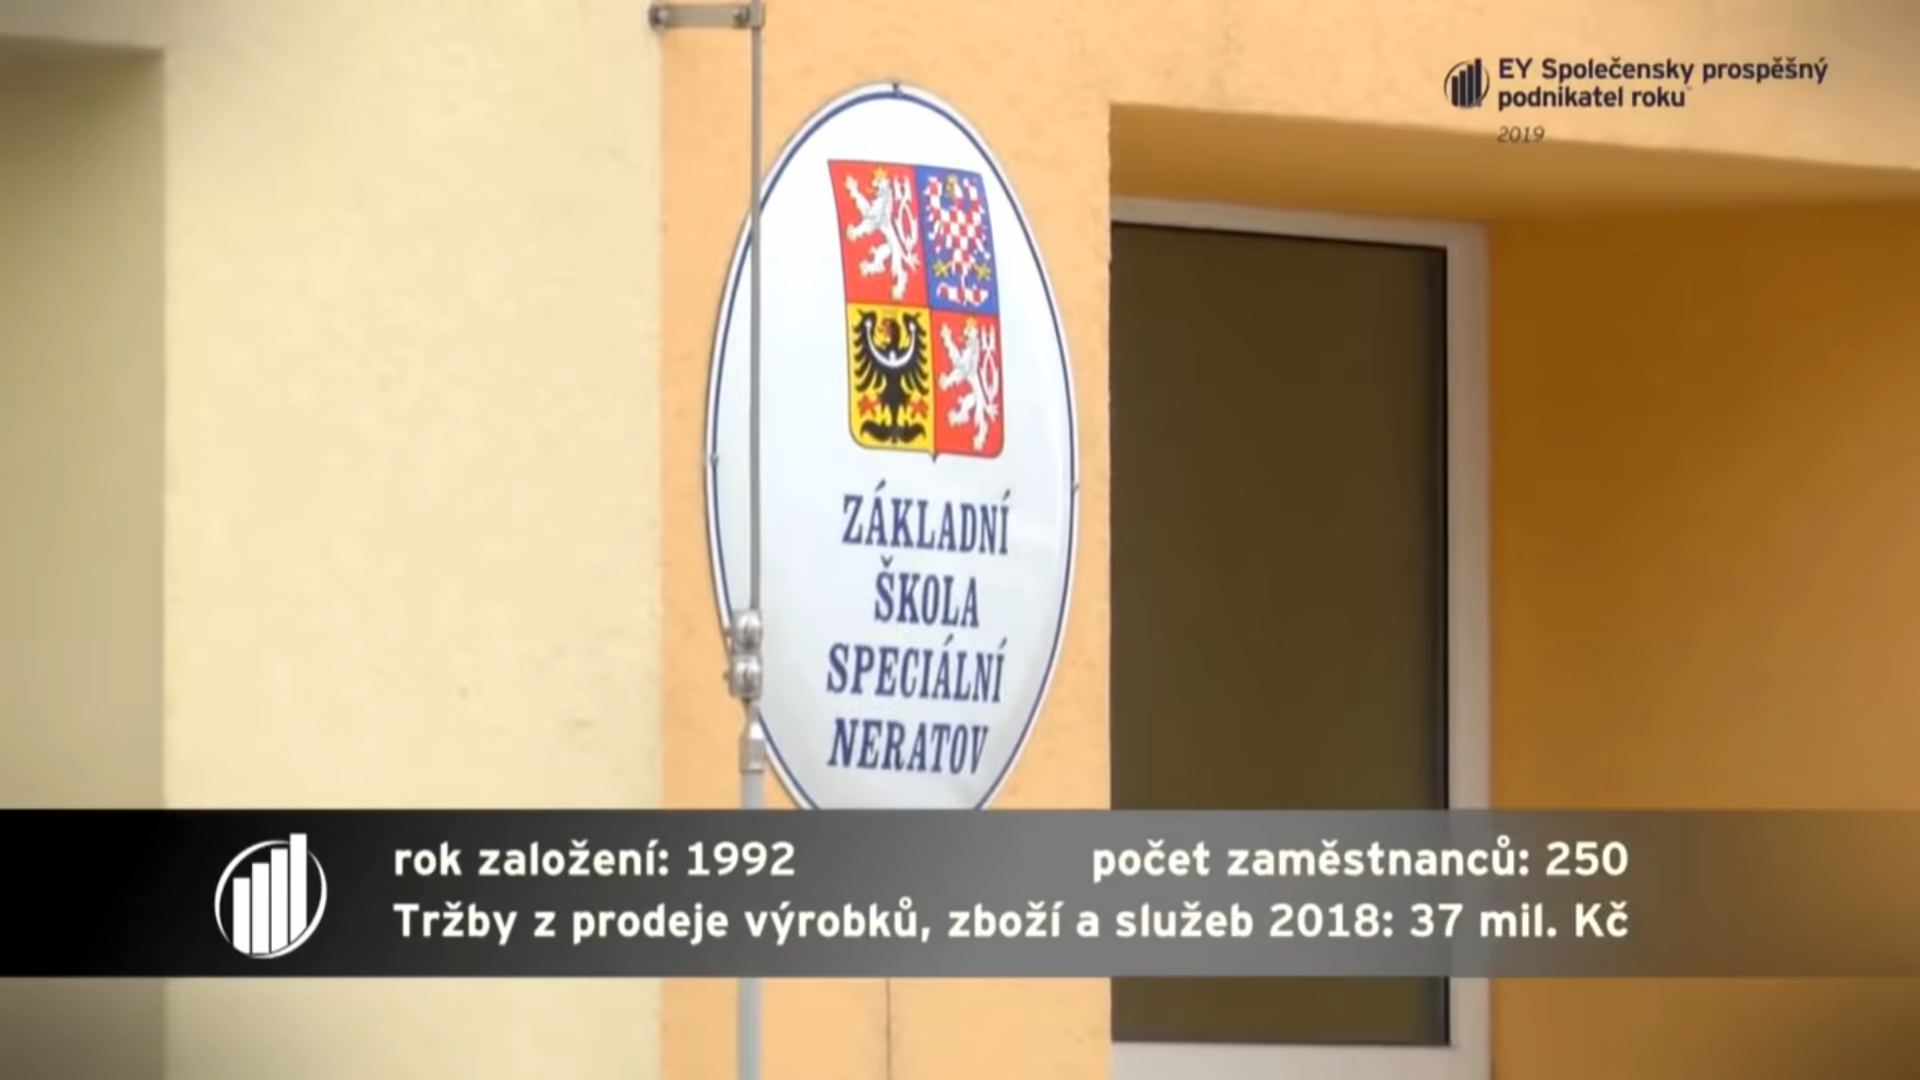 EY Společensky prospěšný
podnikatel roku
2019
ZÁKLADNÍ
ŠKOLA
SPECIÁLNÍ
NERATOV
rok založení: 1992 počet zaměstnanců: 250
Tržby z prodeje výrobků, zboží a služeb 2018: 37 mil. Kč